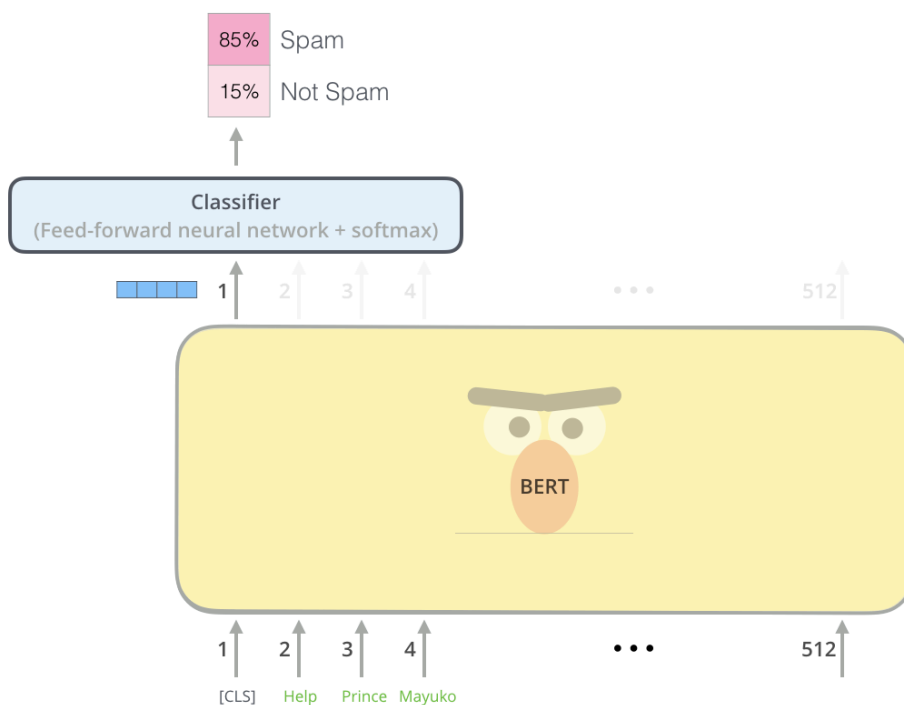 85% Spam
15% Not Spam
Classifier
(Feed-forward neural network + softmax)
1 2 3 4 ••• 512
BERT
1 2 3 4 ••• 512
[CLS] Help Prince Mayuko